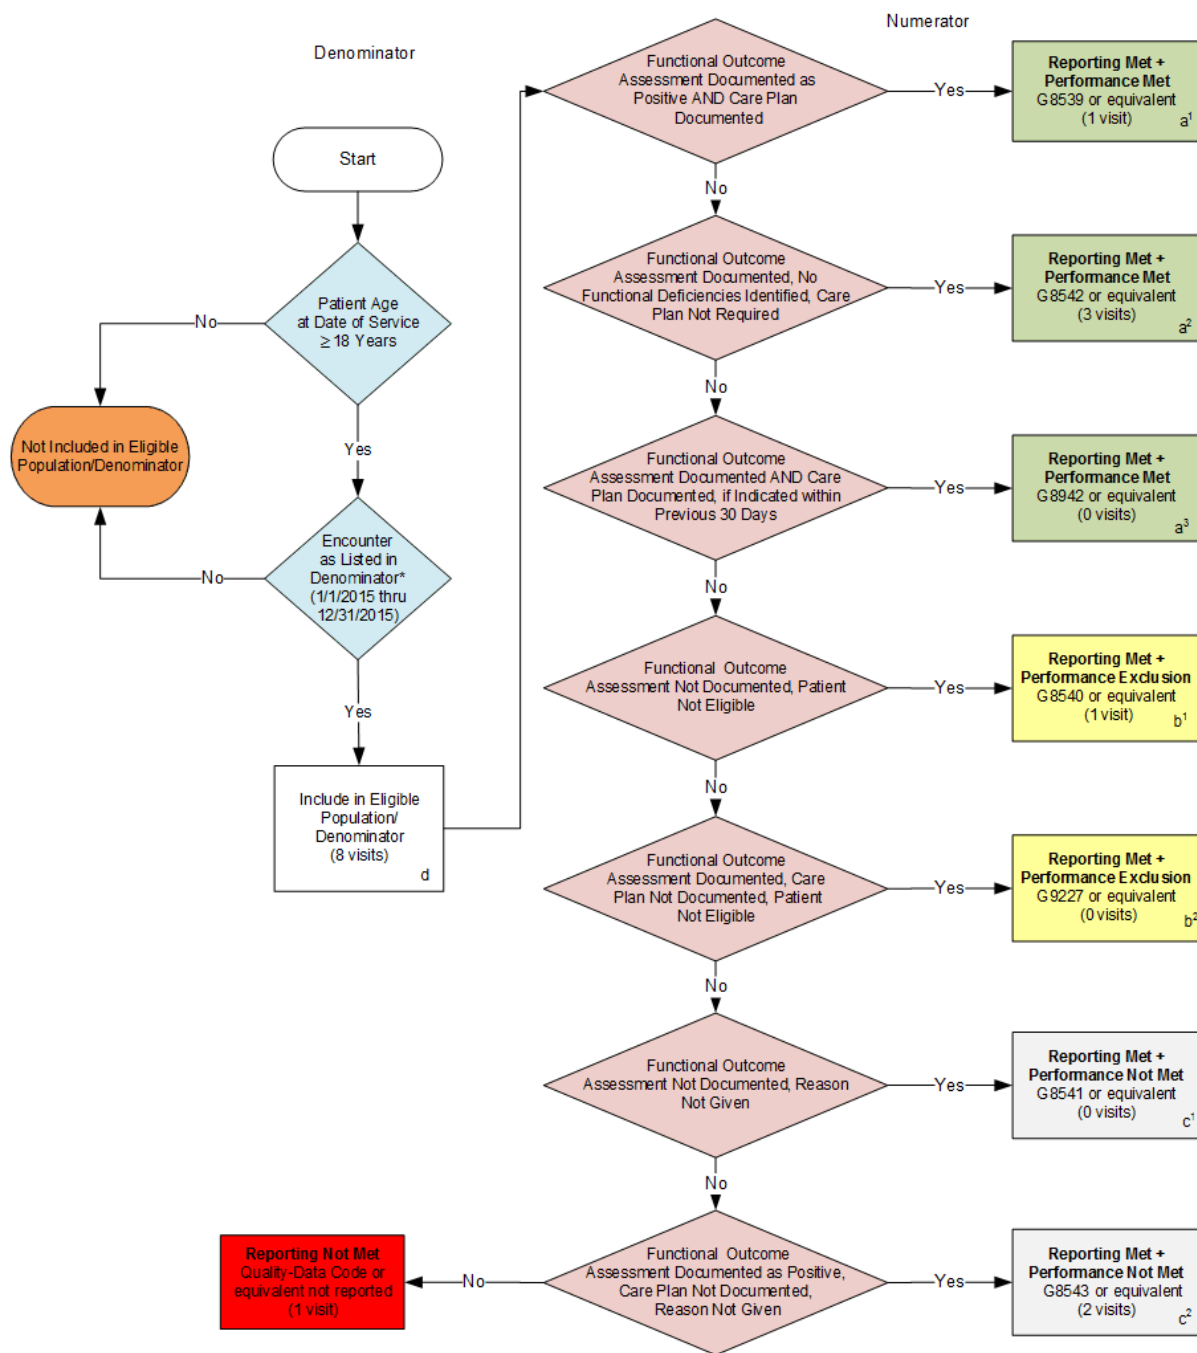 Denominator
Numerator
Start
Patient Age
at Date of Service
≥ 18 Years
No
Not Included in Eligible
Population/Denominator
Yes
Encounter
as Listed in
Denominator*
(1/1/2015 thru
12/31/2015)
No
Yes
Include in Eligible
Population/
Denominator
(8 visits)
d
Functional Outcome
Assessment Documented as
Positive AND Care Plan
Documented
Yes
Reporting Met +
Performance Met
G8539 or equivalent
(1 visit)
a¹
No
Functional Outcome
Assessment Documented, No
Functional Deficiencies Identified, Care
Plan Not Required
Yes
Reporting Met +
Performance Met
G8542 or equivalent
(3 visits)
a²
No
Functional Outcome
Assessment Documented AND Care
Plan Documented, if Indicated within
Previous 30 Days
Yes
Reporting Met +
Performance Met
G8942 or equivalent
(0 visits)
a³
No
Functional Outcome
Assessment Not Documented, Patient
Not Eligible
Yes
Reporting Met +
Performance Exclusion
G8540 or equivalent
(1 visit)
b¹
No
Functional Outcome
Assessment Documented, Care
Plan Not Documented, Patient
Not Eligible
Yes
Reporting Met +
Performance Exclusion
G9227 or equivalent
(0 visits)
b²
No
Functional Outcome
Assessment Not Documented, Reason
Not Given
Yes
Reporting Met +
Performance Not Met
G8541 or equivalent
(0 visits)
c¹
No
Functional Outcome
Assessment Documented as Positive,
Care Plan Not Documented,
Reason Not Given
Yes
Reporting Met +
Performance Not Met
G8543 or equivalent
(2 visits)
c²
No
Reporting Not Met
Quality-Data Code or
equivalent not reported
(1 visit)